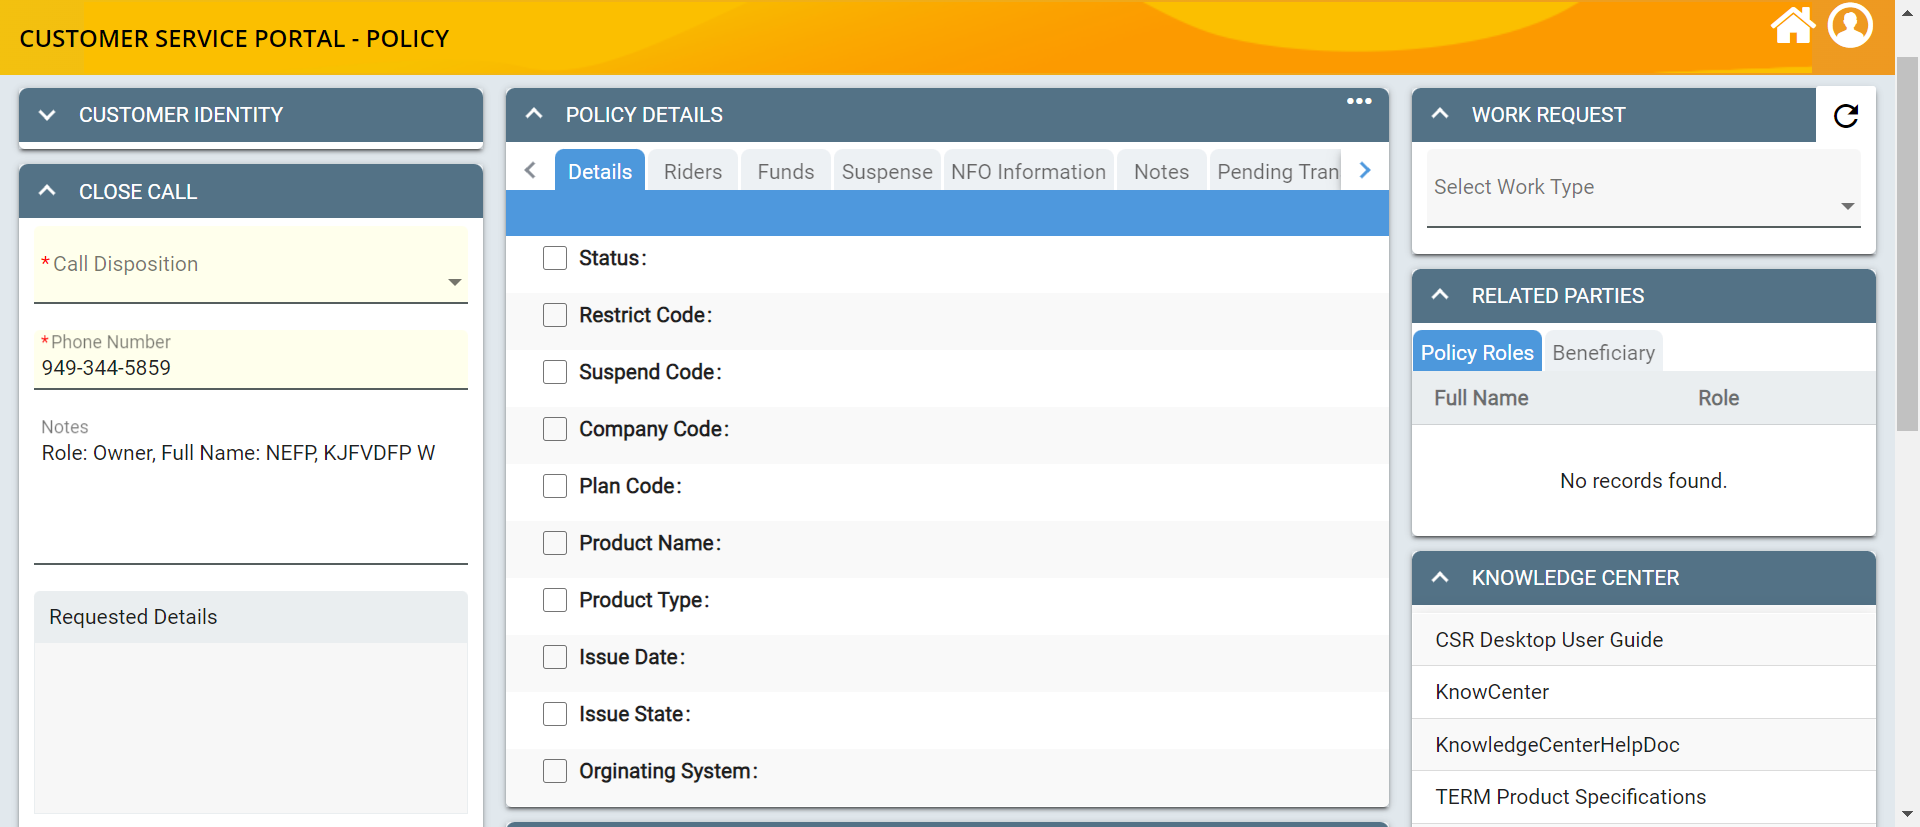 CUSTOMER SERVICE PORTAL - POLICY
CUSTOMER IDENTITY
CLOSE CALL
*Call Disposition
*Phone Number
949-344-5859
Notes
Role: Owner, Full Name: NEFP, KJFVDFP W
Requested Details
POLICY DETAILS
Details Riders Funds Suspense NFO Information Notes Pending Tran
Status:
Restrict Code:
Suspend Code:
Company Code:
Plan Code:
Product Name:
Product Type:
Issue Date:
Issue State:
Orginating System:
WORK REQUEST
Select Work Type
RELATED PARTIES
Policy Roles Beneficiary
Full Name Role
No records found.
KNOWLEDGE CENTER
CSR Desktop User Guide
KnowCenter
KnowledgeCenterHelpDoc
TERM Product Specifications